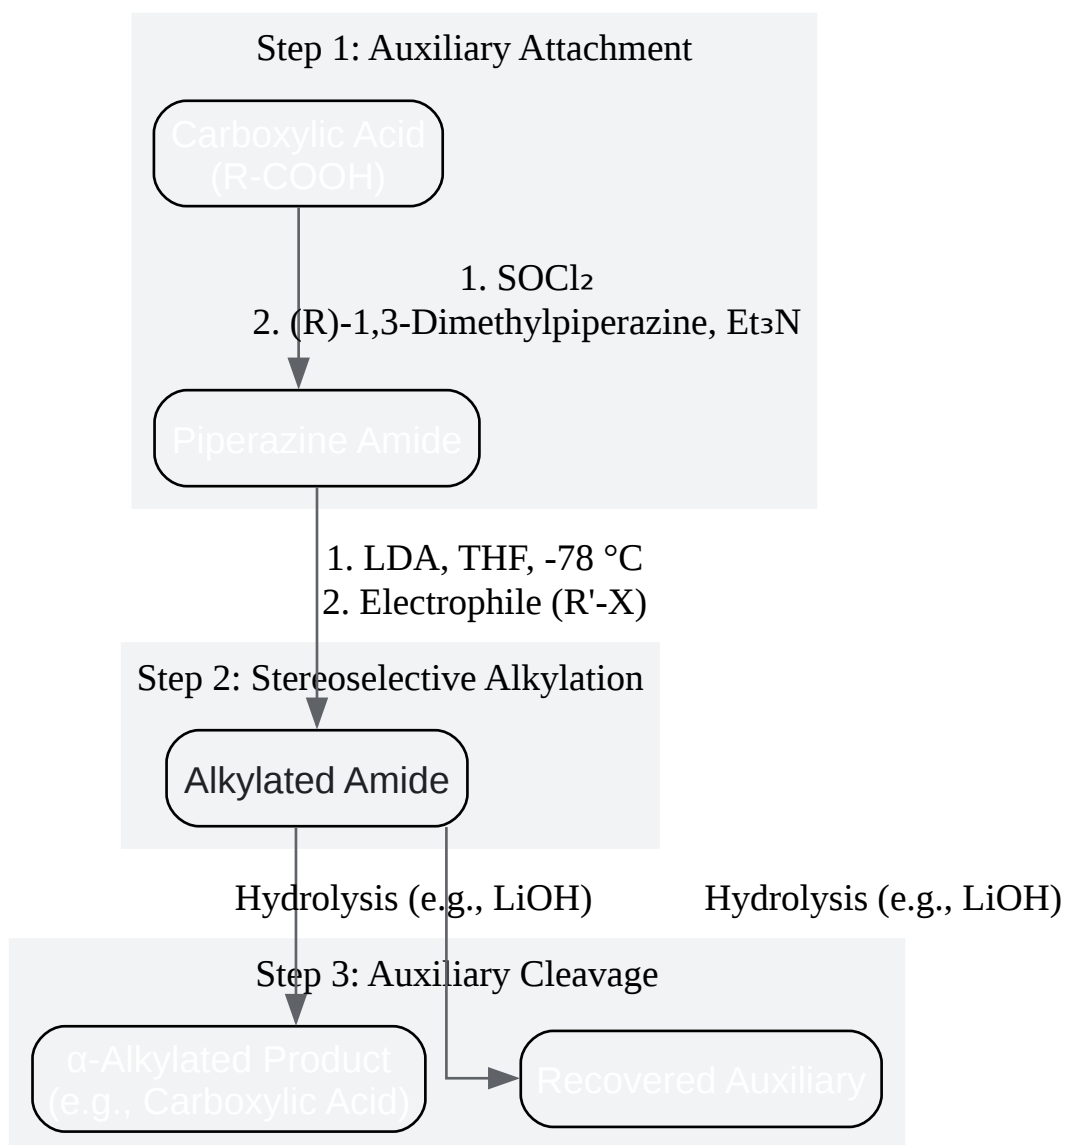 Step 1: Auxiliary Attachment
Carboxylic Acid
(R-COOH)
1. SOCl₂
2. (R)-1,3-Dimethylpiperazine, Et₃N
Piperazine Amide
1. LDA, THF, -78 °C
2. Electrophile (R'-X)
Step 2: Stereoselective Alkylation
Alkylated Amide
Hydrolysis (e.g., LiOH)
Hydrolysis (e.g., LiOH)
Step 3: Auxiliary Cleavage
α-Alkylated Product
(e.g., Carboxylic Acid)
Recovered Auxiliary